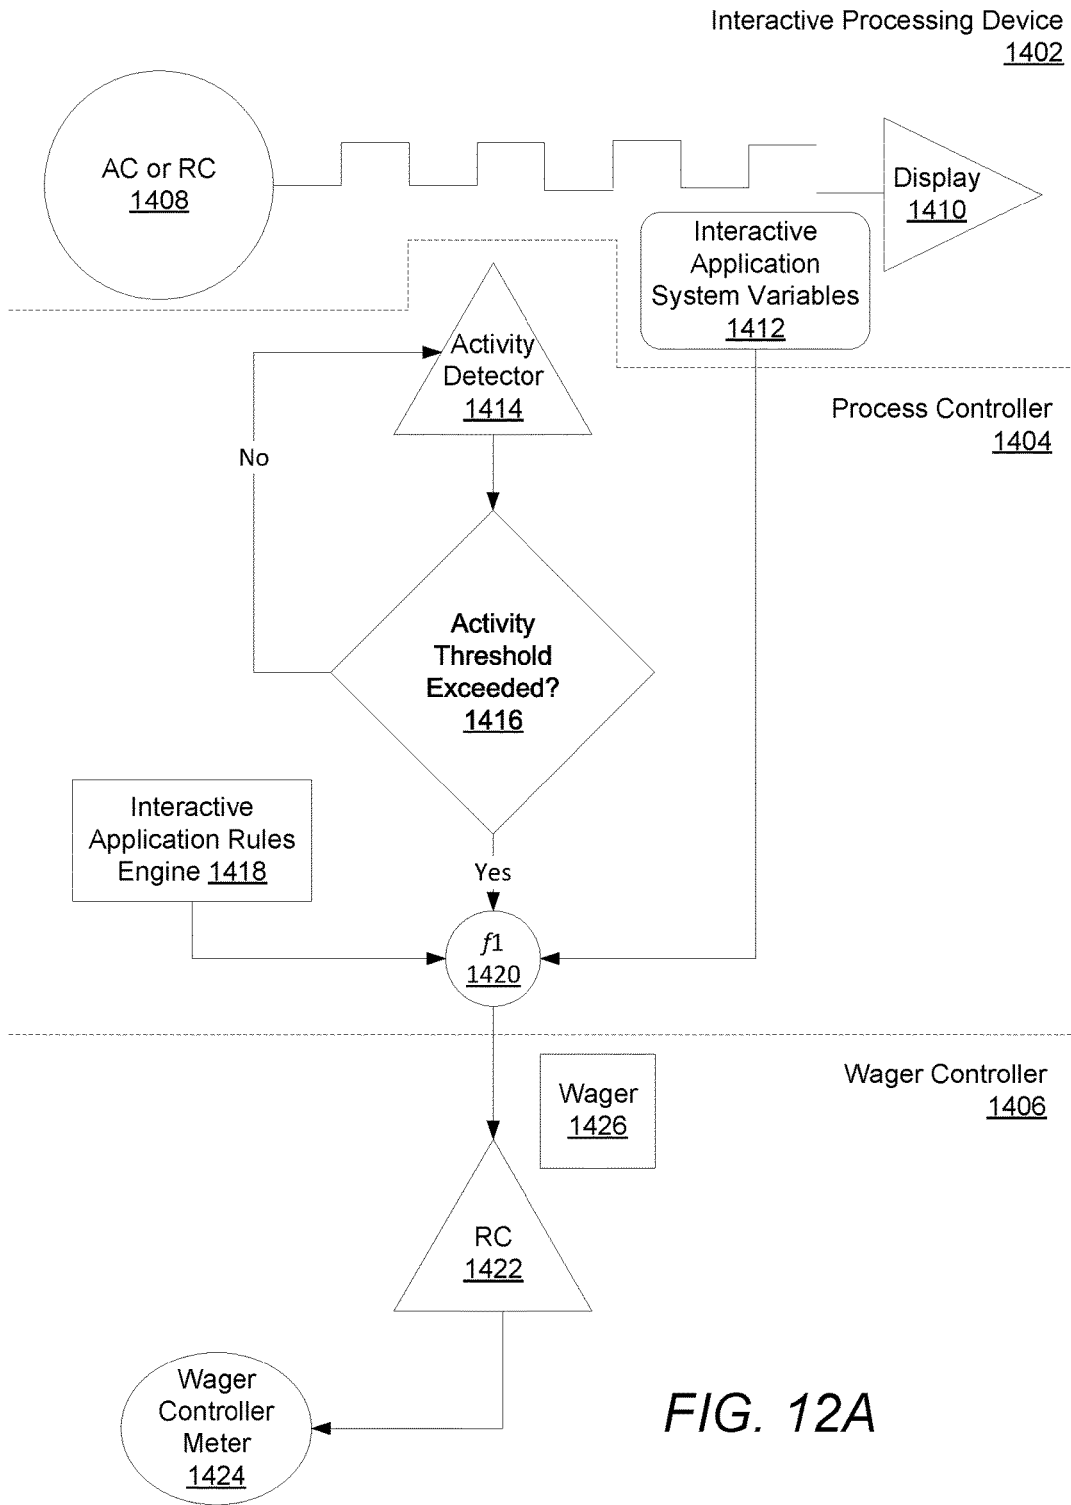 Interactive Processing Device
1402
AC or RC
1408
Display
1410
Interactive
Application
System Variables
1412
Activity
Detector
1414
Process Controller
1404
No
Activity
Threshold
Exceeded?
1416
Interactive
Application Rules
Engine 1418
Yes
f1
1420
Wager Controller
1406
Wager
1426
RC
1422
Wager
Controller
Meter
1424
FIG. 12A